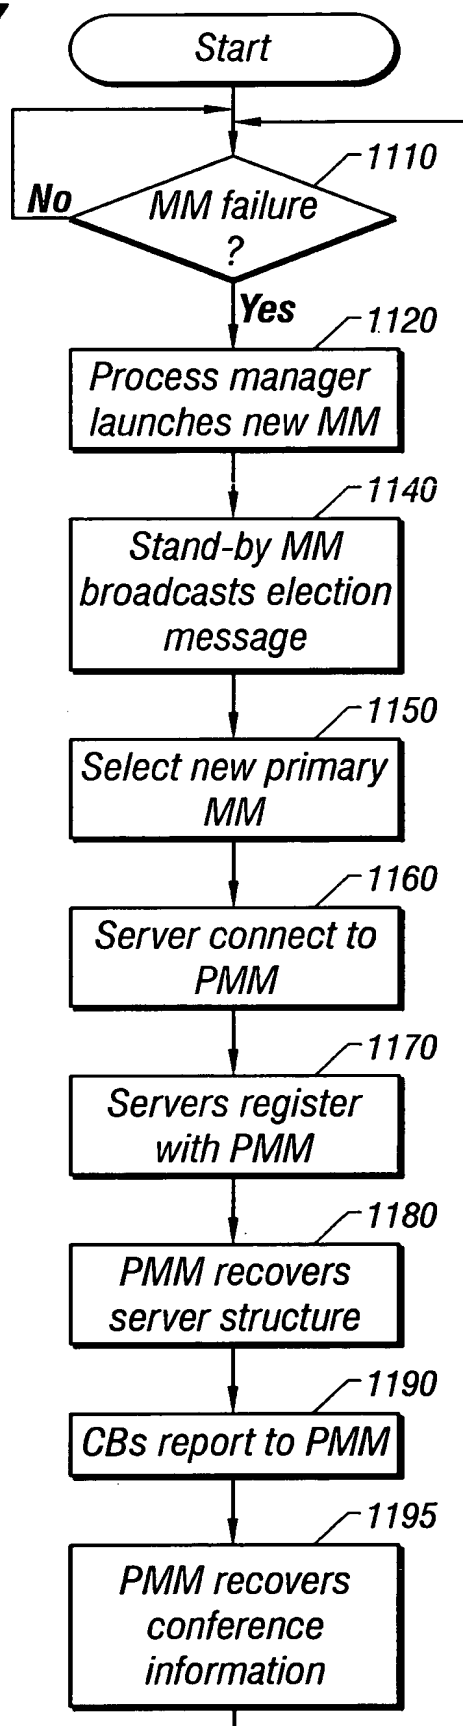 Start
1110
No
MM failure
?
Yes
1120
Process manager
launches new MM
1140
Stand-by MM
broadcasts election
message
1150
Select new primary
MM
1160
Server connect to
PMM
1170
Servers register
with PMM
1180
PMM recovers
server structure
1190
CBs report to PMM
1195
PMM recovers
conference
information